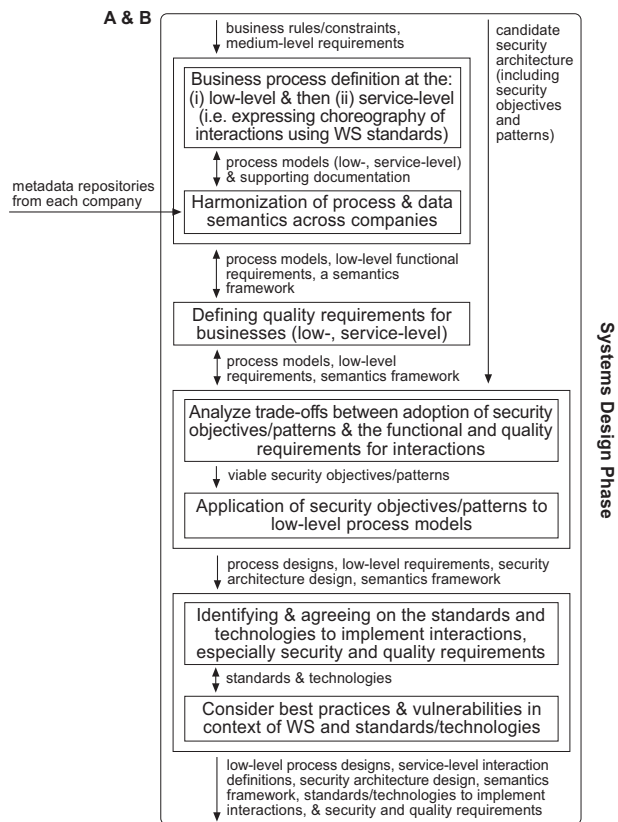 A & B
business rules/constraints,
medium-level requirements
candidate
security
architecture
(including
security
objectives
and
patterns)
Business process definition at the:
(i) low-level & then (ii) service-level
(i.e. expressing choreography of
interactions using WS standards)
process models (low-, service-level)
& supporting documentation
metadata repositories
from each company
Harmonization of process & data
semantics across companies
process models, low-level functional
requirements, a semantics
framework
Defining quality requirements for
businesses (low-, service-level)
process models, low-level
requirements, semantics framework
Analyze trade-offs between adoption of security
objectives/patterns & the functional and quality
requirements for interactions
viable security objectives/patterns
Application of security objectives/patterns to
low-level process models
process designs, low-level requirements, security
architecture design, semantics framework
Identifying & agreeing on the standards and
technologies to implement interactions,
especially security and quality requirements
standards & technologies
Consider best practices & vulnerabilities in
context of WS and standards/technologies
low-level process designs, service-level interaction
definitions, security architecture design, semantics
framework, standards/technologies to implement
interactions, & security and quality requirements
Systems Design Phase